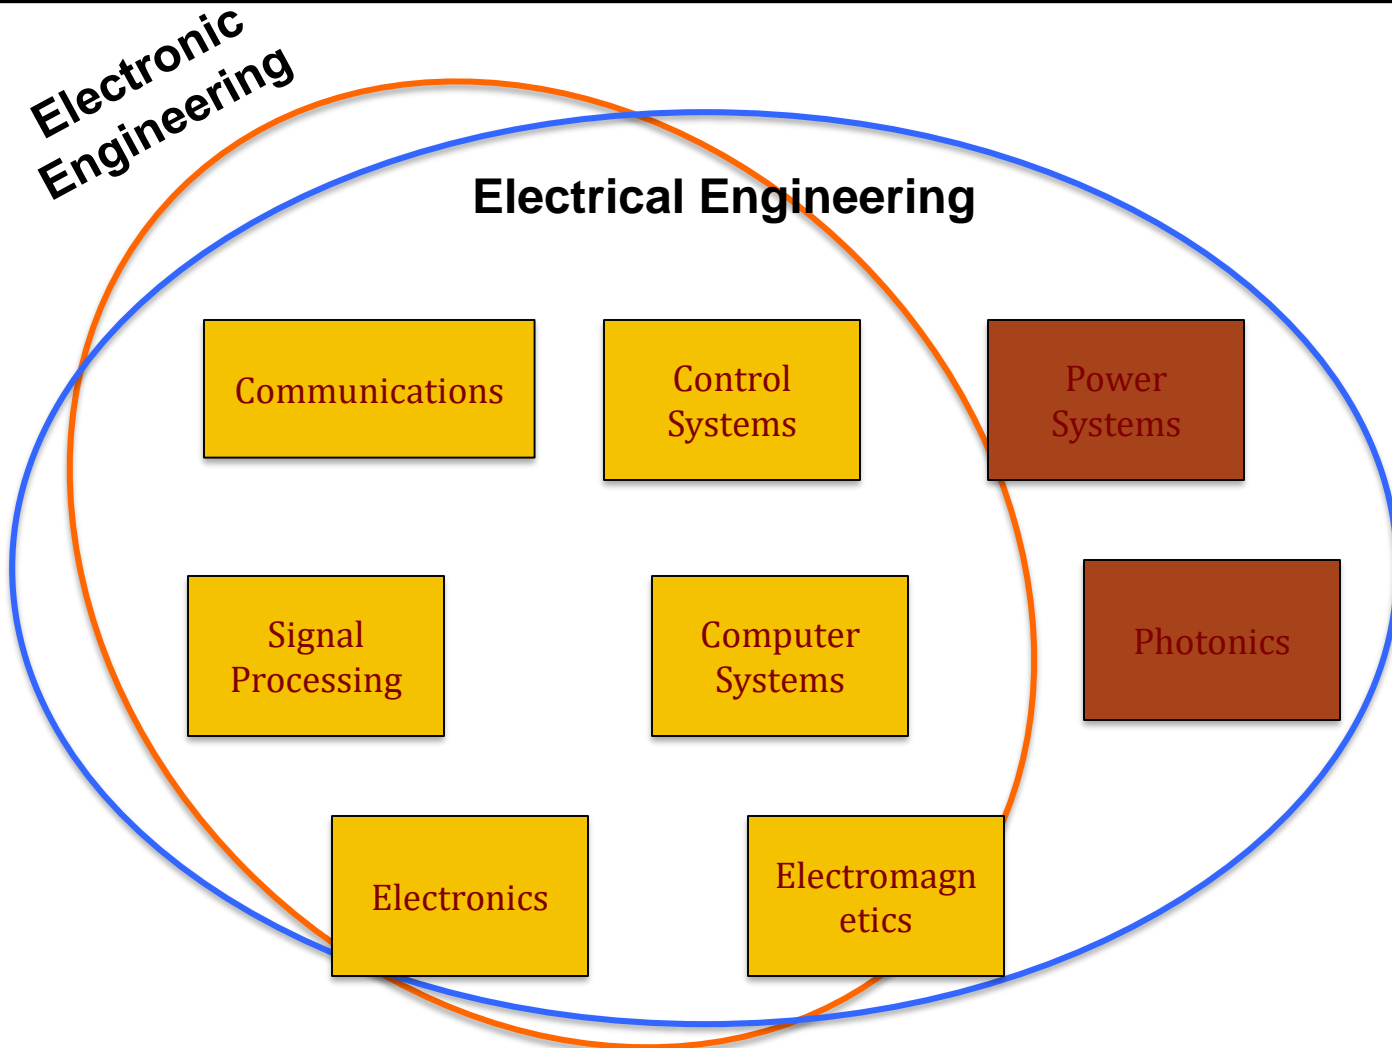 Electronic
Engineering
Electrical Engineering
Communications
Control
Systems
Power
Systems
Signal
Processing
Computer
Systems
Photonics
Electronics
Electromagn
etics